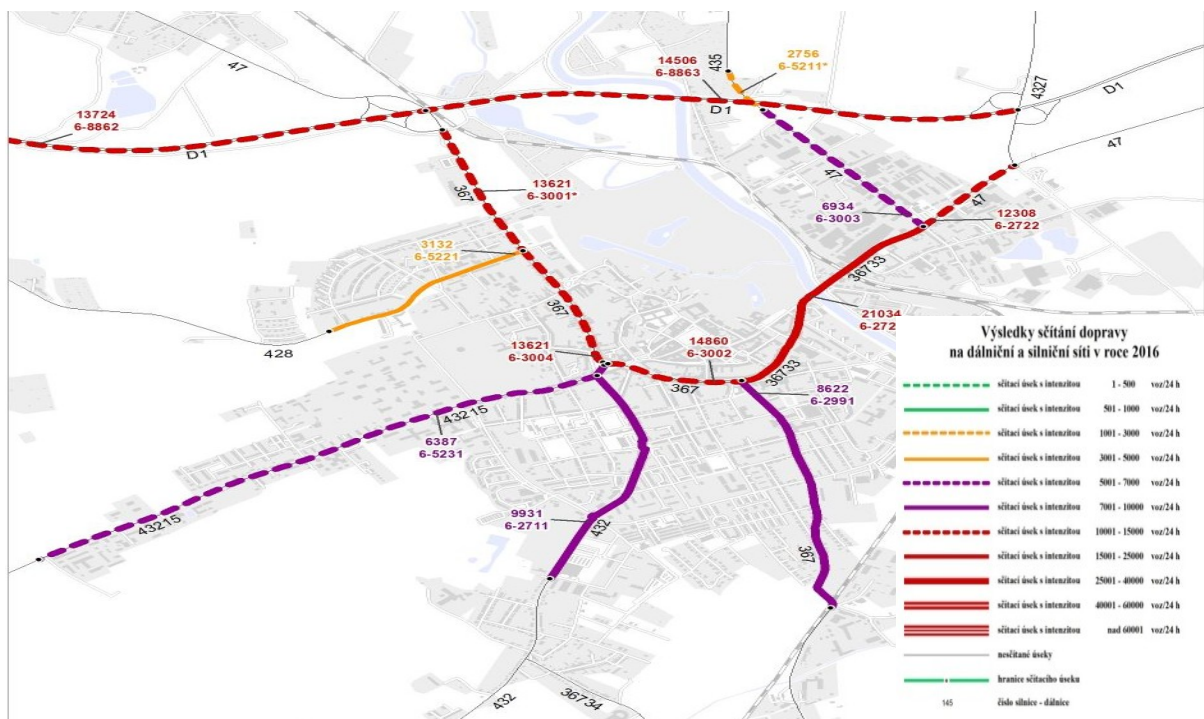 47
435
2756
6-5211*
14506
6-8863
4327
D1
D1
13724
6-8862
D1
47
367
13621
6-3001*
47
6934
6-3003
47
12308
6-2722
3132
6-5221
36733
367
21034
428
13621
6-3004
14860
6-3002
367
36733
8622
6-2991
43215
6387
6-5231
9931
6-2711
432
43215
367
432
36734
Výsledky sčítání dopravy
na dálniční a silniční síti v roce 2016
sčítací úsek s intenzitou 1 - 500 voz/24 h
sčítací úsek s intenzitou 501 - 1000 voz/24 h
sčítací úsek s intenzitou 1001 - 3000 voz/24 h
sčítací úsek s intenzitou 3001 - 5000 voz/24 h
sčítací úsek s intenzitou 5001 - 7000 voz/24 h
sčítací úsek s intenzitou 7001 - 10000 voz/24 h
sčítací úsek s intenzitou 10001 - 15000 voz/24 h
sčítací úsek s intenzitou 15001 - 25000 voz/24 h
sčítací úsek s intenzitou 25001 - 40000 voz/24 h
sčítací úsek s intenzitou 40001 - 60000 voz/24 h
sčítací úsek s intenzitou nad 60001 voz/24 h
nesčítané úseky
hranice sčítacího úseku
145 číslo silnice - dálnice